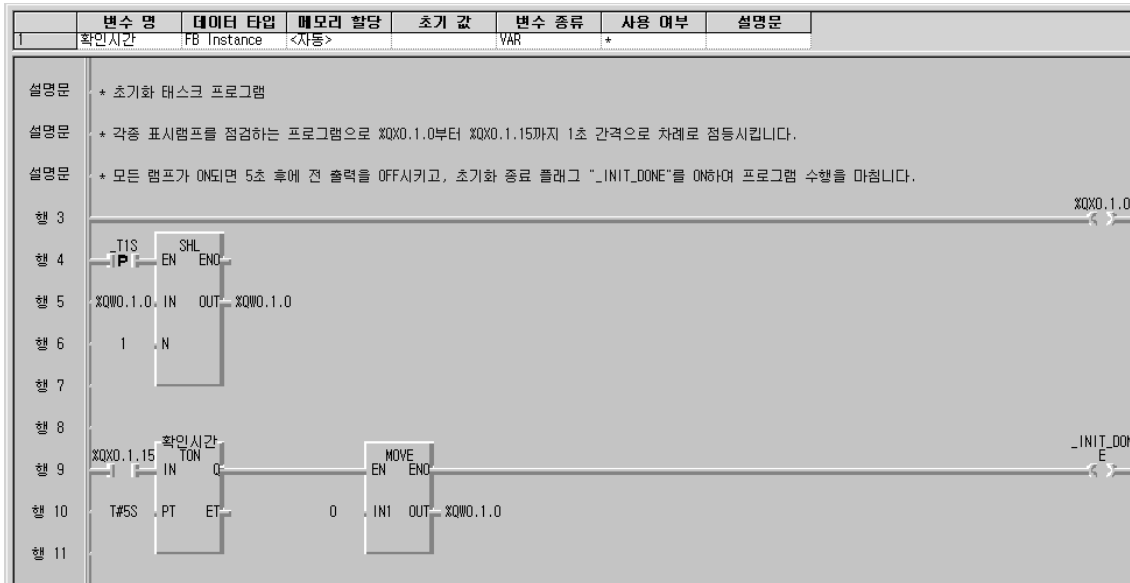 변수 명 데이터 타입 메모리 할당 초기 값 변수 종류 사용 여부 설명문
1 확인시간 FB Instance <자동> VAR *
설명문 * 초기화 태스크 프로그램
설명문 * 각종 표시램프를 점검하는 프로그램으로 %QX0.1.0부터 %QX0.1.15까지 1초 간격으로 차례로 점등시킵니다.
설명문 * 모든 램프가 ON되면 5초 후에 전 출력을 OFF시키고, 초기화 종료 플래그 "_INIT_DONE"를 ON하여 프로그램 수행을 마칩니다.
%QX0.1.0
행 3
_T1S SHL
행 4 P EN ENO
행 5 %QW0.1.0 IN OUT %QW0.1.0
행 6 1 N
행 7
행 8
확인시간 _INIT_DON
%QX0.1.15 TON MOVE E
행 9 IN Q EN ENO
행 10 T#5S PT ET 0 IN1 OUT %QW0.1.0
행 11